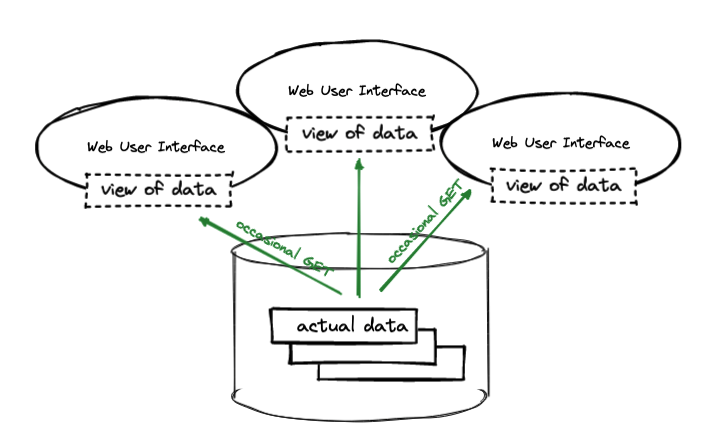 Web User Interface
view of data
Web User Interface
view of data
Web User Interface
view of data
occasional GET
occasional GET
actual data